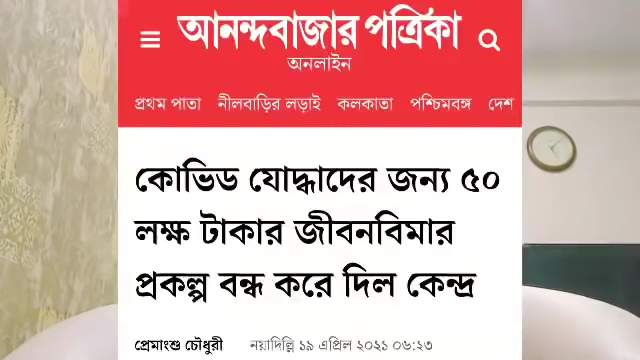 আনন্দবাজার পত্রিকা
অনলাইন
প্রথম পাতা নীলবাড়ির লড়াই কলকাতা পশ্চিমবঙ্গ দেশ
কোভিড যোদ্ধাদের জন্য ৫০
লক্ষ টাকার জীবনবিমার
প্রকল্প বন্ধ করে দিল কেন্দ্র
প্রেমাংশু চৌধুরী নয়াদিল্লি ১৯ এপ্রিল ২০২১ ০৬:২৩